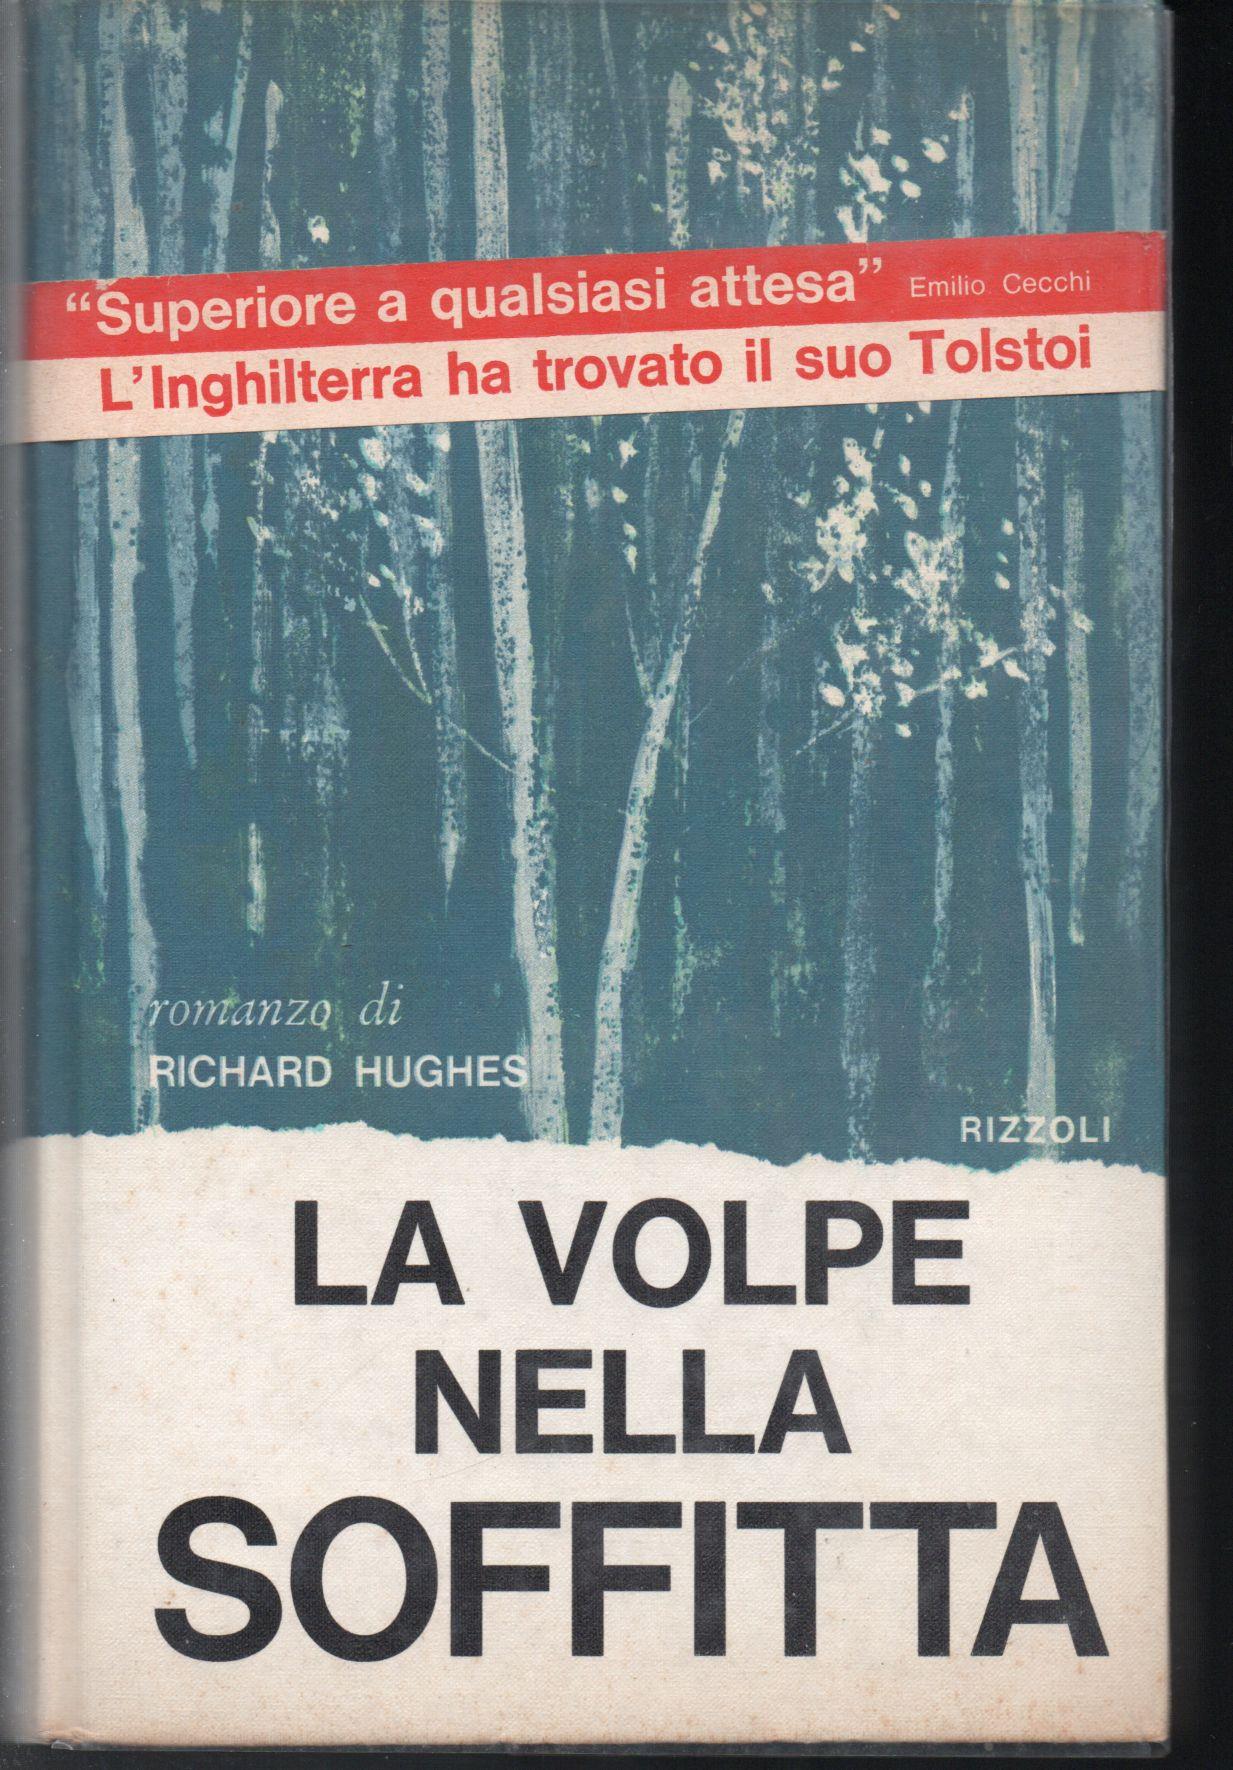 “Superiore a qualsiasi attesa” Emilio Cecchi
L’Inghilterra ha trovato il suo Tolstoi
romanzo di
RICHARD HUGHES
RIZZOLI
LA VOLPE
NELLA
SOFFITTA